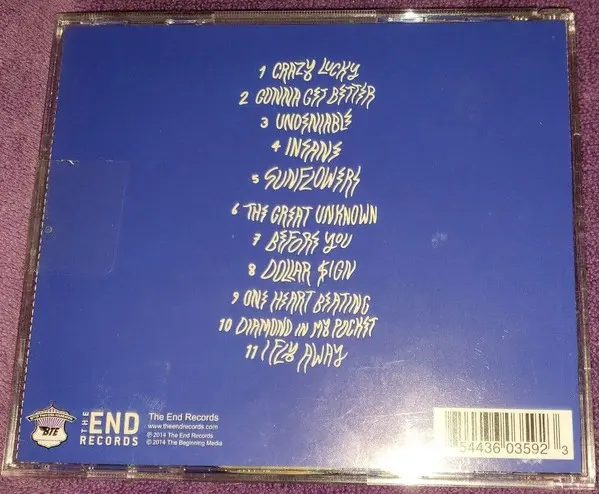 1 CRAZY LUCKY
2 GONNA GET BETTER
3 UNDENIABLE
4 INSANE
5 SUNFLOWERS
6 THE GREAT UNKNOWN
7 BEFORE YOU
8 DOLLAR $IGN
9 ONE HEART BEATING
10 DIAMOND IN MY POCKET
11 I FLY AWAY
BTE
THE END RECORDS
The End Records
www.theendrecords.com
℗ 2014 The End Records
© 2014 The Beginning Media
54436 03592 3